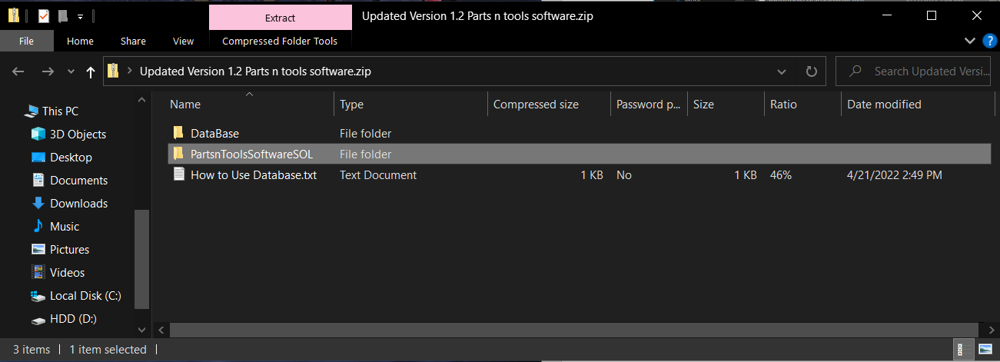 Extract
Updated Version 1.2 Parts n tools software.zip
File Home Share View Compressed Folder Tools
?
Updated Version 1.2 Parts n tools software.zip
Search Updated Versi...
Name Type Compressed size Password p... Size Ratio Date modified
This PC
3D Objects
Desktop
Documents
Downloads
Music
Pictures
Videos
Local Disk (C:)
HDD (D:)
DataBase File folder
PartsnToolsSoftwareSOL File folder
How to Use Database.txt Text Document 1 KB No 1 KB 46% 4/21/2022 2:49 PM
3 items 1 item selected